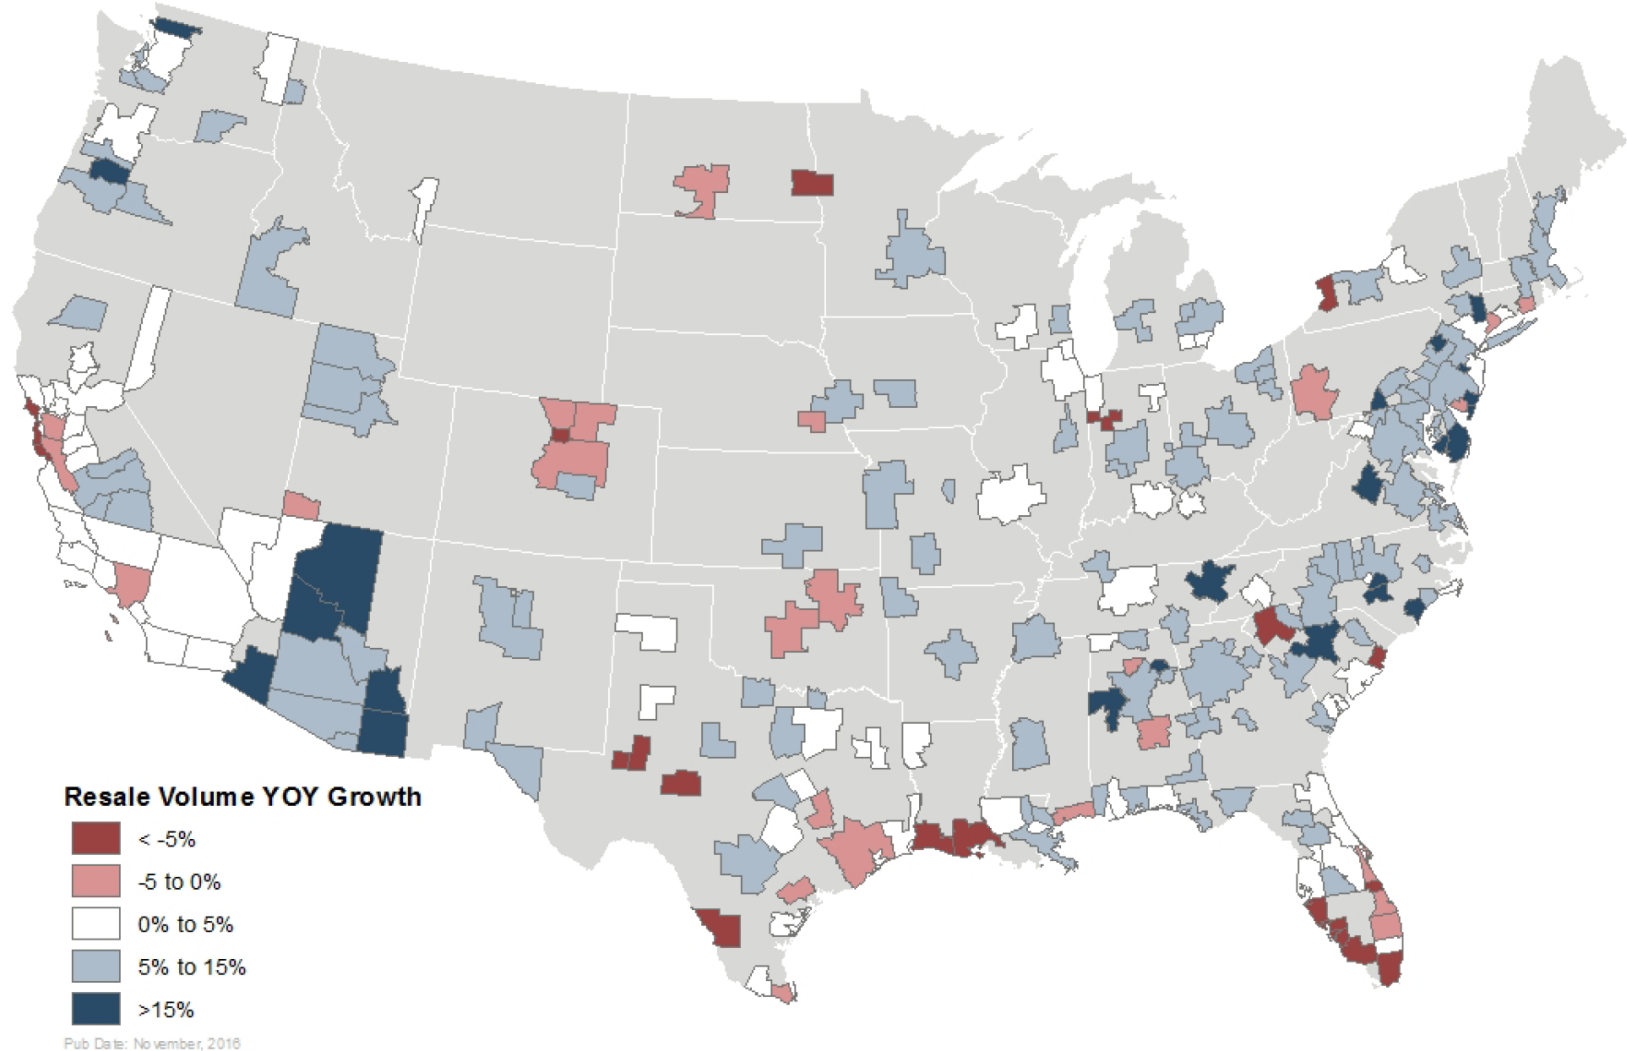 Resale Volume YOY Growth
< -5%
-5 to 0%
0% to 5%
5% to 15%
>15%
Pub Date: November, 2016